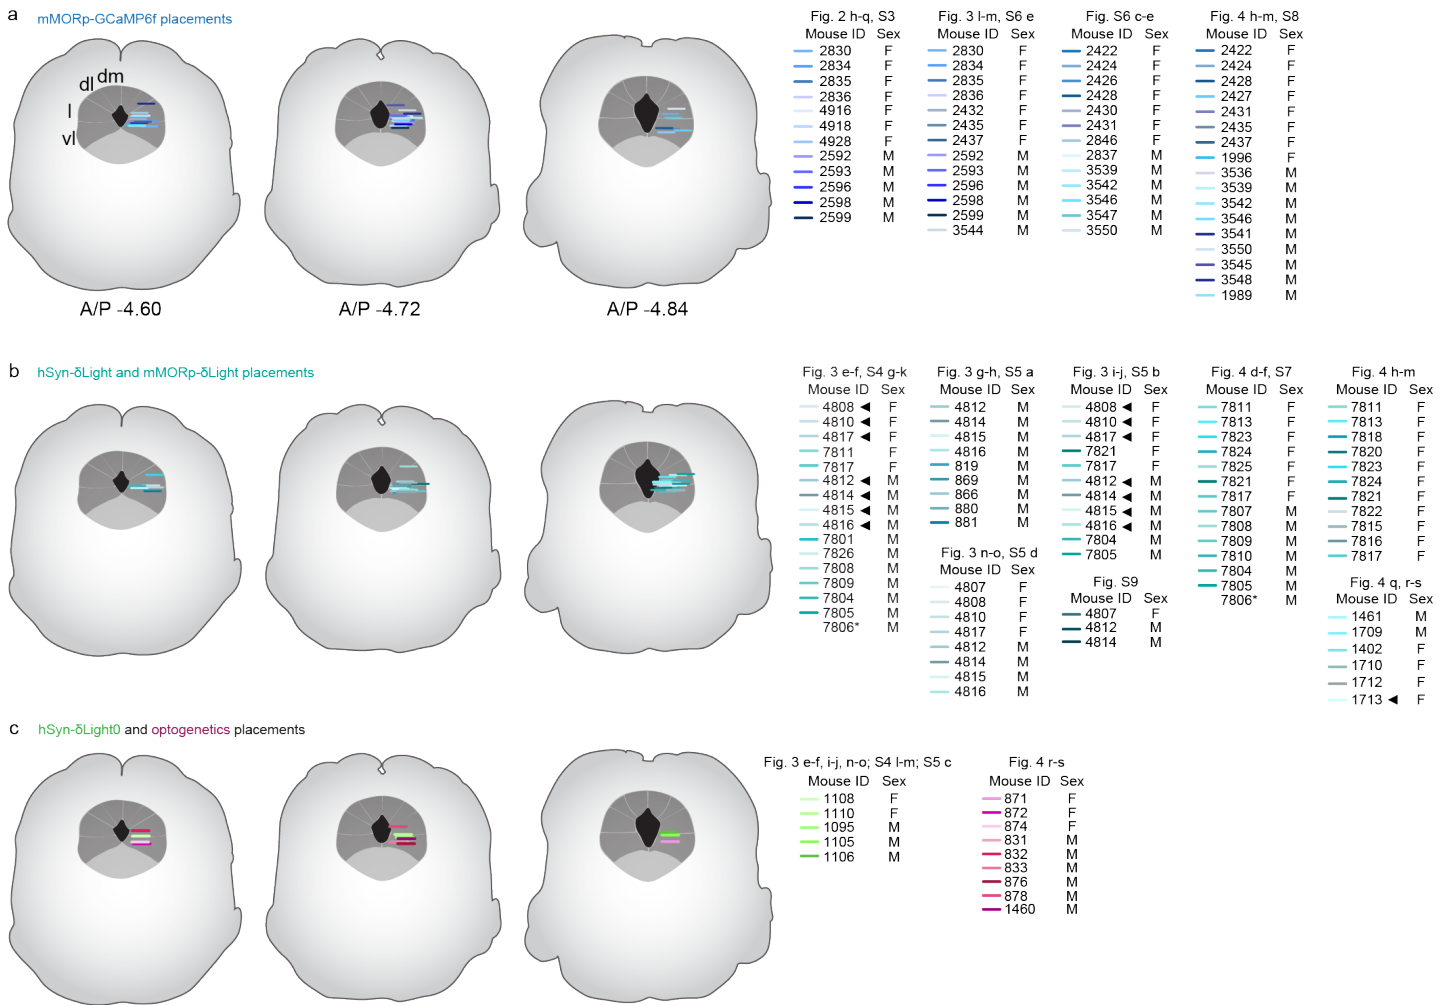 a mMORp-GCaMP6f placements
dm
dl
l
vl
A/P -4.60
A/P -4.72
A/P -4.84
Fig. 2 h-q, S3
Mouse ID Sex
2830 F
2834 F
2835 F
2836 F
4916 F
4918 F
4928 F
2592 M
2593 M
2596 M
2598 M
2599 M
Fig. 3 l-m, S6 e
Mouse ID Sex
2830 F
2834 F
2835 F
2836 F
2432 F
2435 F
2437 F
2592 M
2593 M
2596 M
2598 M
2599 M
3544 M
Fig. S6 c-e
Mouse ID Sex
2422 F
2424 F
2426 F
2428 F
2430 F
2431 F
2846 F
2837 M
3539 M
3542 M
3546 M
3547 M
3550 M
Fig. 4 h-m, S8
Mouse ID Sex
2422 F
2424 F
2428 F
2427 F
2431 F
2435 F
2437 F
1996 F
3536 M
3539 M
3542 M
3546 M
3541 M
3550 M
3545 M
3548 M
1989 M
b hSyn-δLight and mMORp-δLight placements
Fig. 3 e-f, S4 g-k
Mouse ID Sex
4808 ◄ F
4810 ◄ F
4817 ◄ F
7811 F
7817 F
4812 ◄ M
4814 ◄ M
4815 ◄ M
4816 ◄ M
7801 M
7826 M
7808 M
7809 M
7804 M
7805 M
7806* M
Fig. 3 g-h, S5 a
Mouse ID Sex
4812 M
4814 M
4815 M
4816 M
819 M
869 M
866 M
880 M
881 M
Fig. 3 n-o, S5 d
Mouse ID Sex
4807 F
4808 F
4810 F
4817 F
4812 M
4814 M
4815 M
4816 M
Fig. 3 i-j, S5 b
Mouse ID Sex
4808 ◄ F
4810 ◄ F
4817 ◄ F
7821 F
7817 F
4812 ◄ M
4814 ◄ M
4815 ◄ M
4816 ◄ M
7804 M
7805 M
Fig. S9
Mouse ID Sex
4807 F
4812 M
4814 M
Fig. 4 d-f, S7
Mouse ID Sex
7811 F
7813 F
7823 F
7824 F
7825 F
7821 F
7817 F
7807 M
7808 M
7809 M
7810 M
7804 M
7805 M
7806* M
Fig. 4 h-m
Mouse ID Sex
7811 F
7813 F
7818 F
7820 F
7823 F
7824 F
7821 F
7822 F
7815 F
7816 F
7817 F
Fig. 4 q, r-s
Mouse ID Sex
1461 M
1709 M
1402 F
1710 F
1712 F
1713 ◄ F
c hSyn-δLight0 and optogenetics placements
Fig. 3 e-f, i-j, n-o; S4 l-m; S5 c
Mouse ID Sex
1108 F
1110 F
1095 M
1105 M
1106 M
Fig. 4 r-s
Mouse ID Sex
871 F
872 F
874 F
831 M
832 M
833 M
876 M
878 M
1460 M